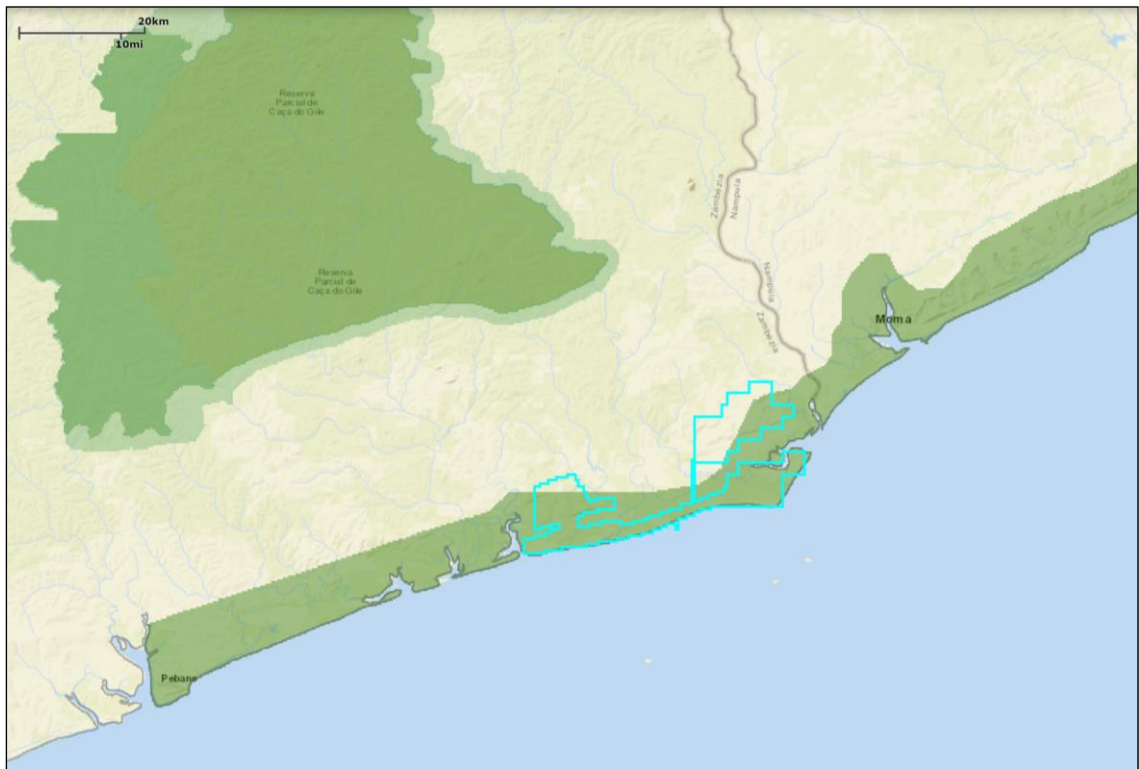 20km
10mi
Reserva
Parcial de
Caça do Gile
Zambezia
Nampula
Reserva
Parcial de
Caça do Gile
Nampula
Zambezia
Moma
Pebane